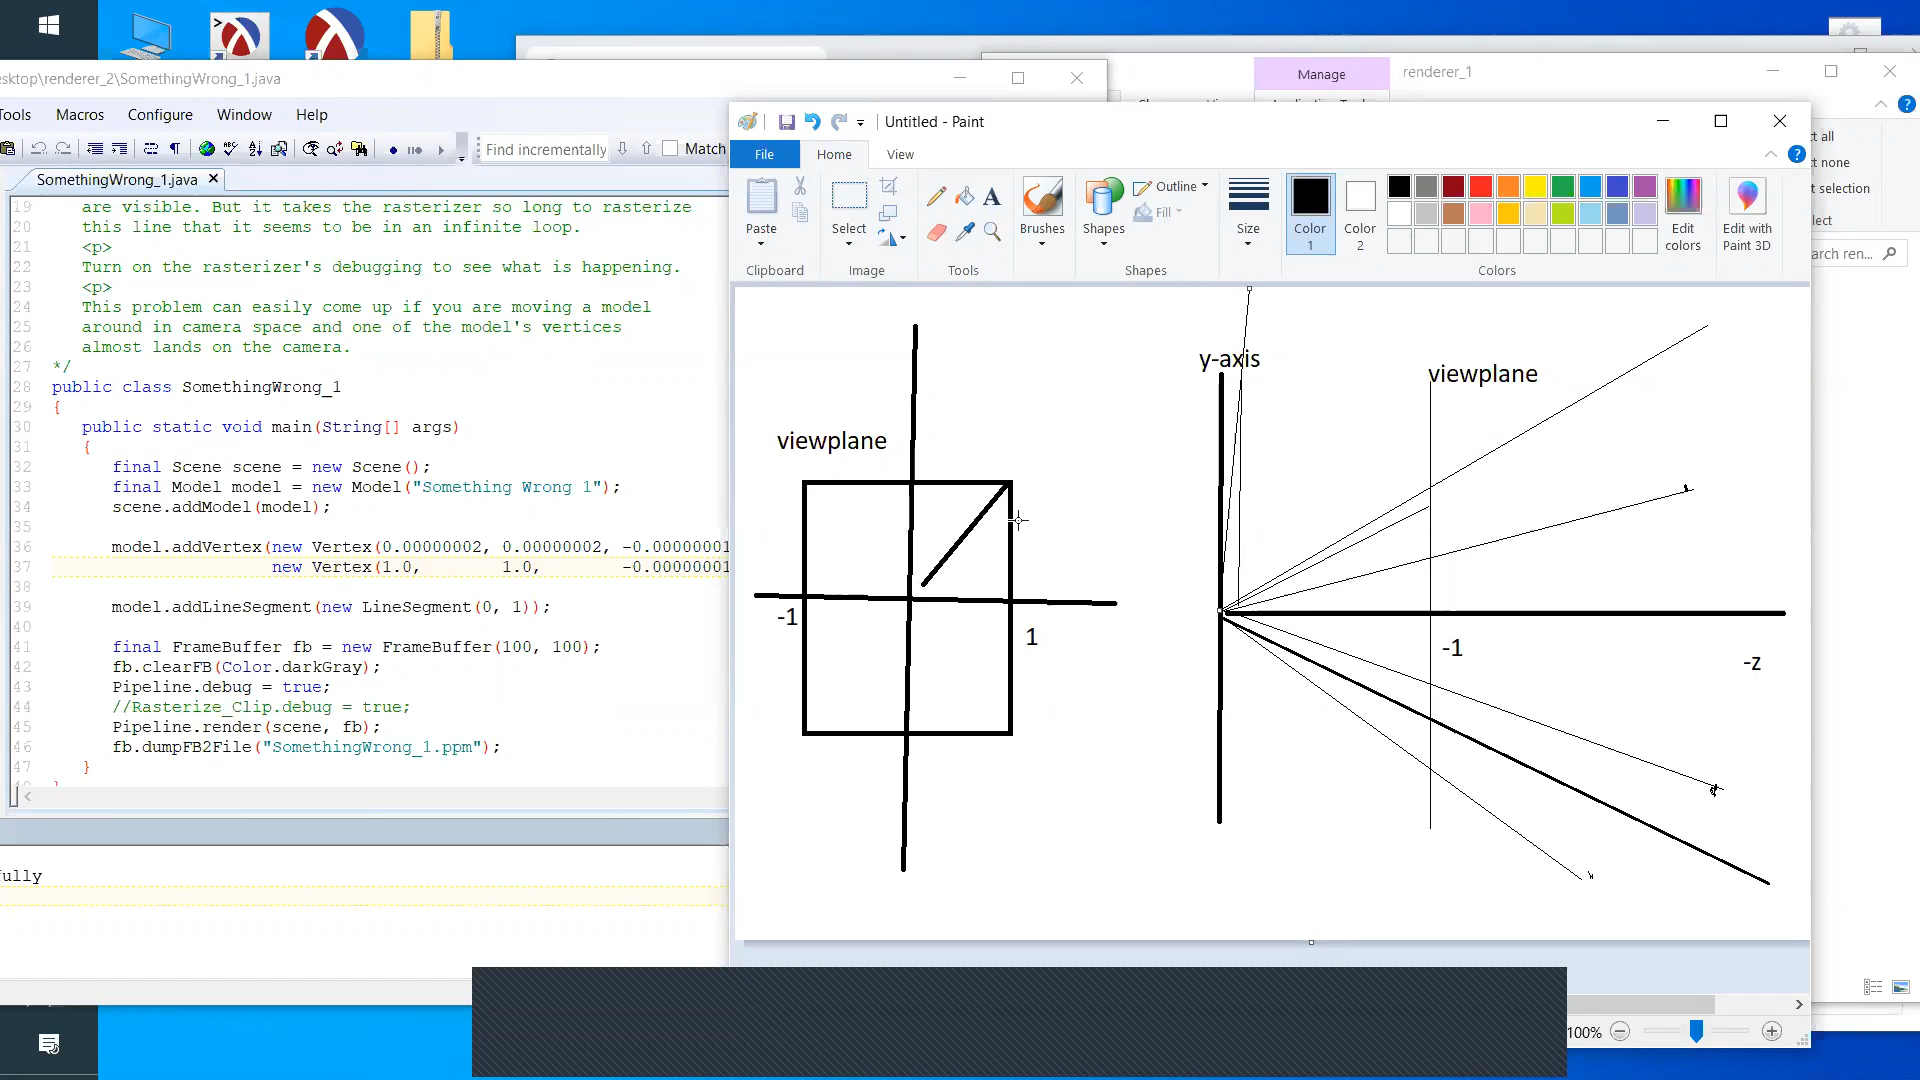 esktop\renderer_2\SomethingWrong_1.java
Tools Macros Configure Window Help
Find incrementally
Match
SomethingWrong_1.java
19 are visible. But it takes the rasterizer so long to rasterize
20 this line that it seems to be in an infinite loop.
21 <p>
22 Turn on the rasterizer's debugging to see what is happening.
23 <p>
24 This problem can easily come up if you are moving a model
25 around in camera space and one of the model's vertices
26 almost lands on the camera.
27 */
28 public class SomethingWrong_1
29 {
30 public static void main(String[] args)
31 {
32 final Scene scene = new Scene();
33 final Model model = new Model("Something Wrong 1");
34 scene.addModel(model);
35
36 model.addVertex(new Vertex(0.00000002, 0.00000002, -0.00000001
37 new Vertex(1.0, 1.0, -0.00000001
38
39 model.addLineSegment(new LineSegment(0, 1));
40
41 final FrameBuffer fb = new FrameBuffer(100, 100);
42 fb.clearFB(Color.darkGray);
43 Pipeline.debug = true;
44 //Rasterize_Clip.debug = true;
45 Pipeline.render(scene, fb);
46 fb.dumpFB2File("SomethingWrong_1.ppm");
47 }
fully
Manage
renderer_1
ct all
ct none
t selection
lect
arch ren...
Untitled - Paint
File Home View
Paste
Select
Brushes
Shapes
Outline
Fill
Size
Color 1
Color 2
Edit colors
Edit with Paint 3D
Clipboard
Image
Tools
Shapes
Colors
viewplane
-1
1
y-axis
viewplane
-1
-z
100%